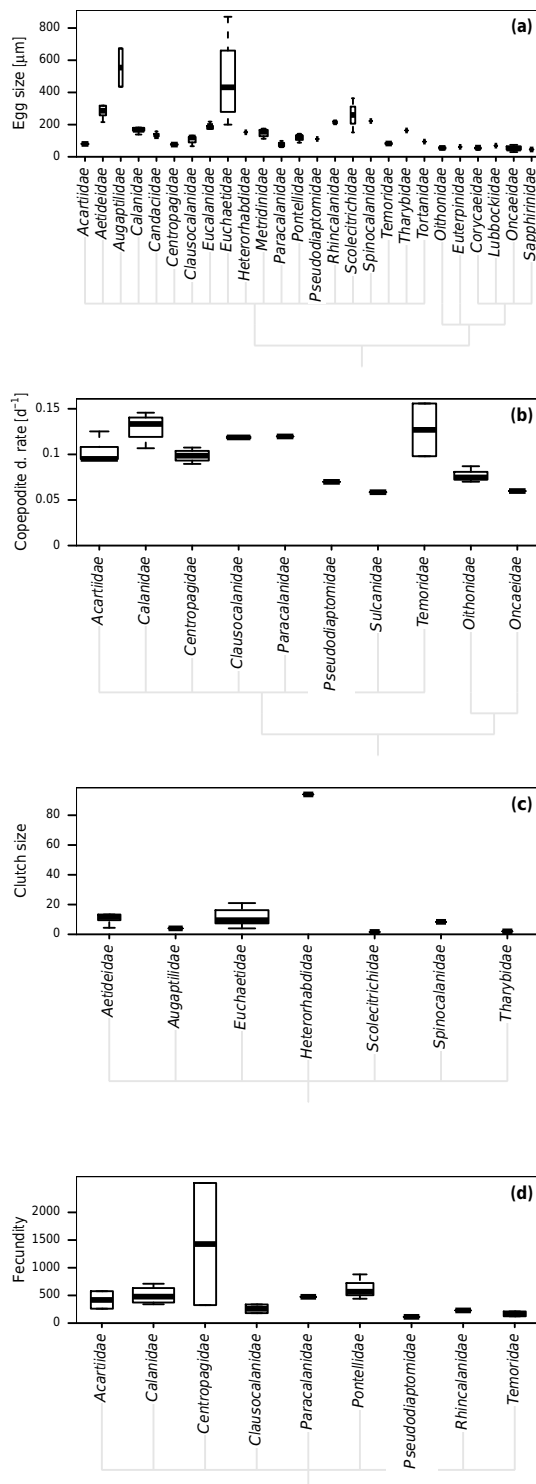 (a)
Egg size [µm]
800
600
400
200
0
Acartiidae
Aetideidae
Augaptilidae
Calanidae
Candaciidae
Centropagidae
Clausocalanidae
Eucalanidae
Euchaetidae
Heterorhabdidae
Metridinidae
Paracalanidae
Pontellidae
Pseudodiaptomidae
Rhincalanidae
Scolecitrichidae
Spinocalanidae
Temoridae
Tharybidae
Tortanidae
Oithonidae
Euterpinidae
Corycaeidae
Lubbockiidae
Oncaeidae
Sapphirinidae
(b)
Copepodite d. rate [d⁻¹]
0.15
0.1
0.05
0
Acartiidae
Calanidae
Centropagidae
Clausocalanidae
Paracalanidae
Pseudodiaptomidae
Sulcanidae
Temoridae
Oithonidae
Oncaeidae
(c)
Clutch size
80
60
40
20
0
Aetideidae
Augaptilidae
Euchaetidae
Heterorhabdidae
Scolecitrichidae
Spinocalanidae
Tharybidae
(d)
Fecundity
2000
1500
1000
500
0
Acartiidae
Calanidae
Centropagidae
Clausocalanidae
Paracalanidae
Pontellidae
Pseudodiaptomidae
Rhincalanidae
Temoridae